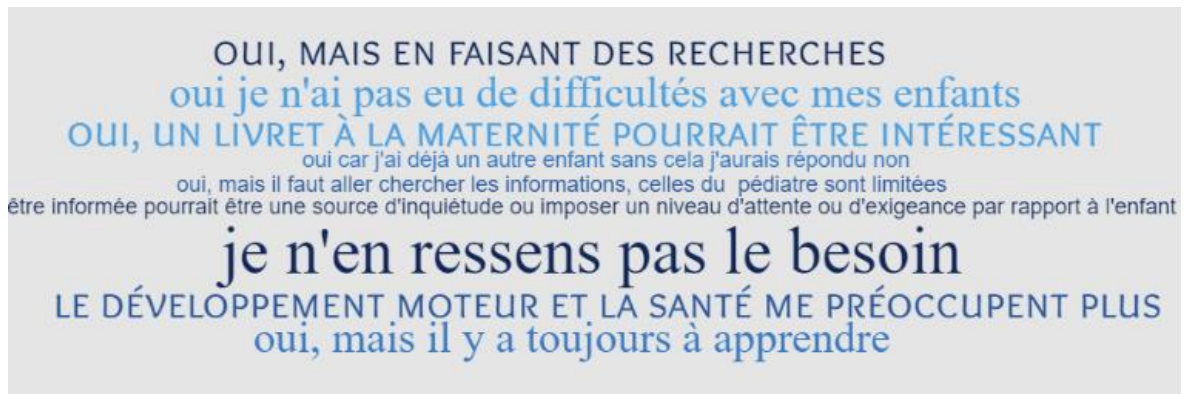 OUI, MAIS EN FAISANT DES RECHERCHES
oui je n'ai pas eu de difficultés avec mes enfants
OUI, UN LIVRET À LA MATERNITÉ POURRAIT ÊTRE INTÉRESSANT
oui car j'ai déjà un autre enfant sans cela j'aurais répondu non
oui, mais il faut aller chercher les informations, celles du pédiatre sont limitées
être informée pourrait être une source d'inquiétude ou imposer un niveau d'attente ou d'exigeance par rapport à l'enfant
je n'en ressens pas le besoin
LE DÉVELOPPEMENT MOTEUR ET LA SANTÉ ME PRÉOCCUPENT PLUS
oui, mais il y a toujours à apprendre